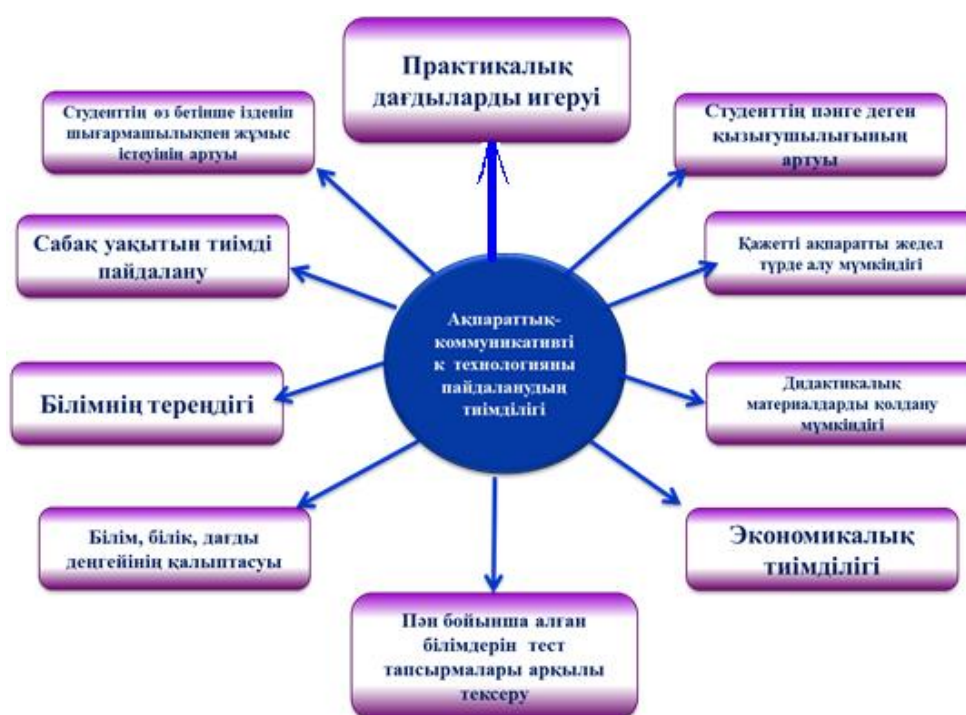 Практикалық
дағдыларды игеруі
Студенттің өз бетінше ізденіп
шығармашылықпен жұмыс
істеуінің артуы
Студенттің пәнге деген
қызығушылығының
артуы
Сабақ уақытын тиімді
пайдалану
Қажетті ақпаратты жедел
түрде алу мүмкіндігі
Ақпараттық-
коммуникативті
к технологияны
пайдаланудың
тиімділігі
Білімнің тереңдігі
Дидактикалық
материалдарды қолдану
мүмкіндігі
Білім, білік, дағды
деңгейінің қалыптасуы
Экономикалық
тиімділігі
Пән бойынша алған
білімдерін тест
тапсырмалары арқылы
тексеру